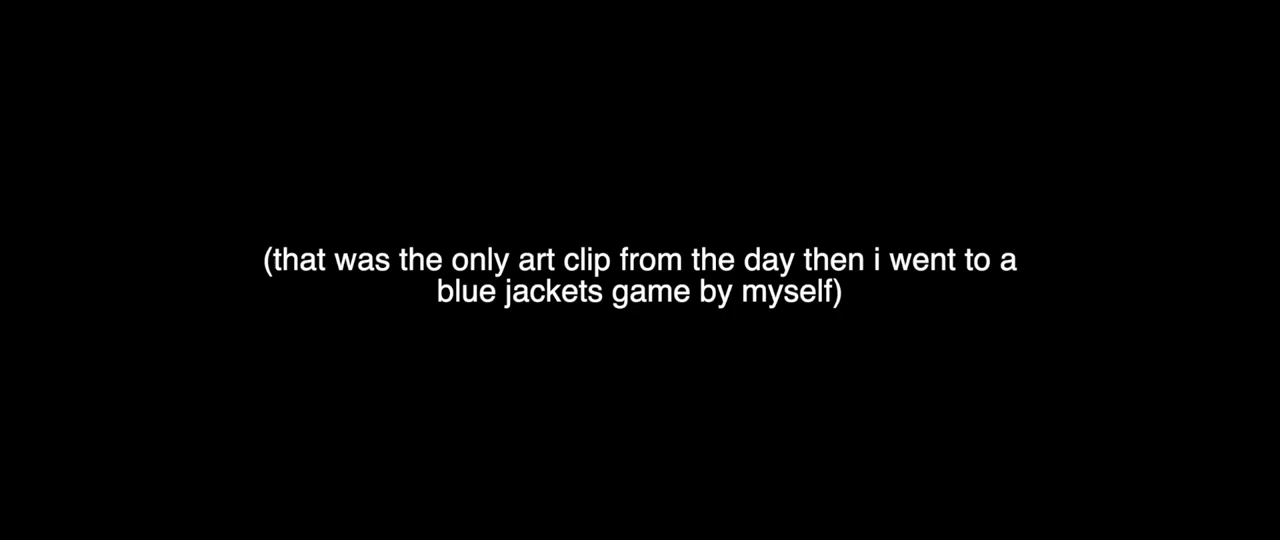 (that was the only art clip from the day then i went to a
blue jackets game by myself)